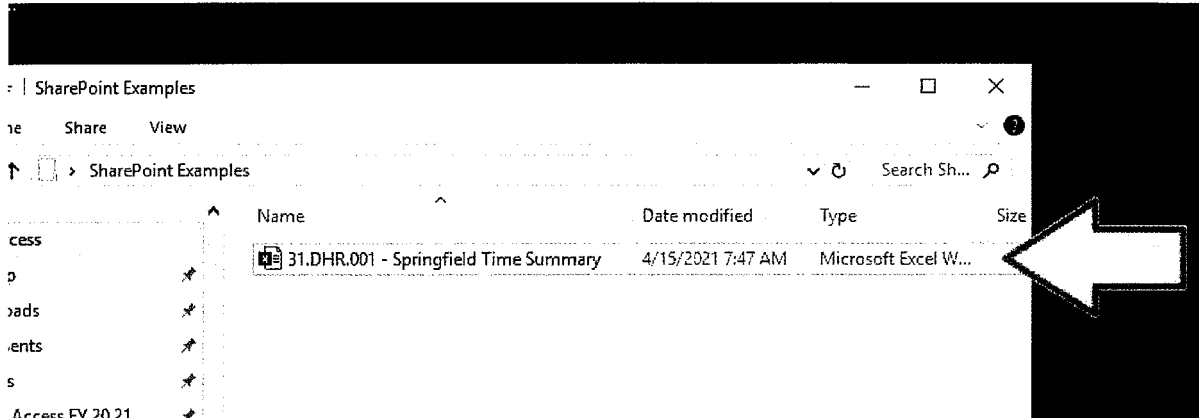 SharePoint Examples
Share View
> SharePoint Examples Search Sh...
Name Date modified Type Size
cess
31.DHR.001 - Springfield Time Summary 4/15/2021 7:47 AM Microsoft Excel W...
oads
ents
s
Access FY 20 21